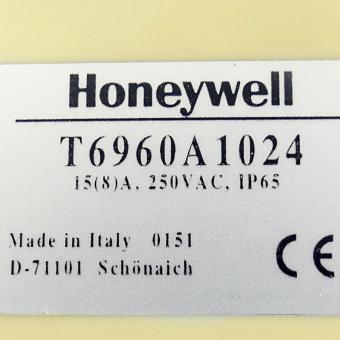 Honeywell
T6960A1024
15(8)A, 250VAC, IP65
Made in Italy 0151
D-71101 Schönaich
CE